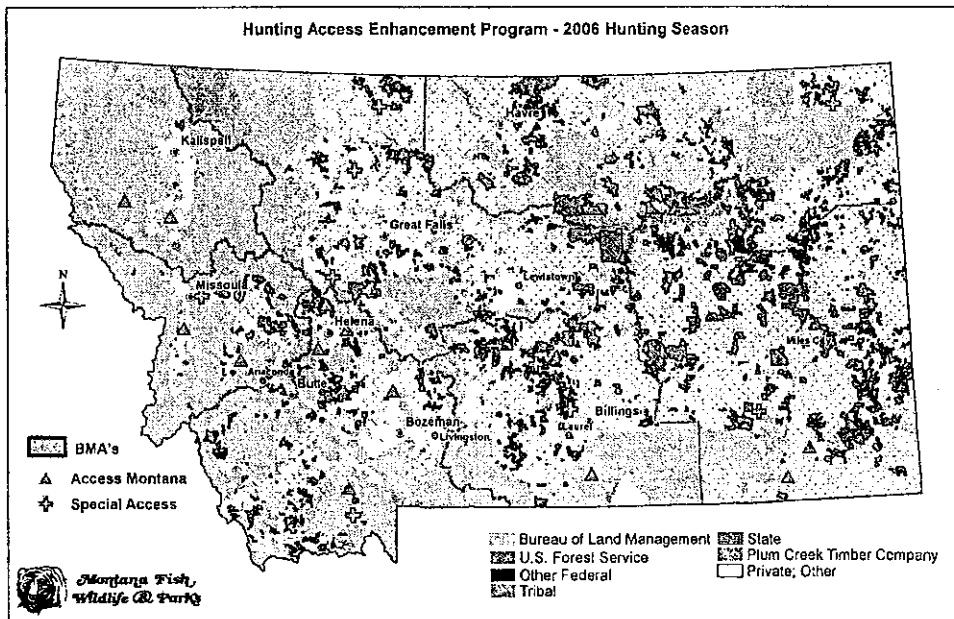 Hunting Access Enhancement Program - 2006 Hunting Season
Havre
Kalispell
Great Falls
Lewistown
Missoula
N
Helena
Miles City
Anaconda
Butte
Bozeman
Billings
Laurel
Livingston
BMA's
Access Montana
Special Access
Bureau of Land Management
U.S. Forest Service
Other Federal
Tribal
State
Plum Creek Timber Company
Private; Other
Montana Fish,
Wildlife & Parks